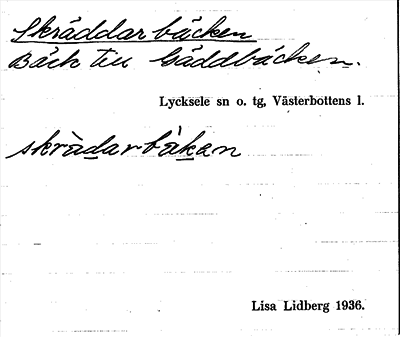 Skräddarbäcken
Bäck till Gäddbäcken.
Lycksele sn o. tg, Västerbottens l.
skrädarbäkan
Lisa Lidberg 1936.